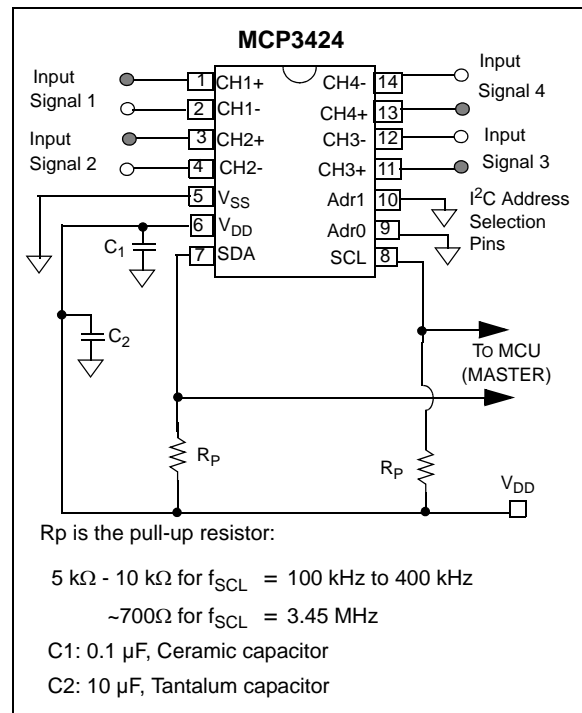 MCP3424
Input
Signal 1
Input
Signal 2
1 CH1+
2 CH1-
3 CH2+
4 CH2-
5 VSS
6 VDD
7 SDA
CH4- 14
CH4+ 13
CH3- 12
CH3+ 11
Adr1 10
Adr0 9
SCL 8
Input
Signal 4
Input
Signal 3
I2C Address
Selection
Pins
C1
C2
TO MCU
(MASTER)
RP
RP
VDD
Rp is the pull-up resistor:
5 kΩ - 10 kΩ for fSCL = 100 kHz to 400 kHz
~700Ω for fSCL = 3.45 MHz
C1: 0.1 µF, Ceramic capacitor
C2: 10 µF, Tantalum capacitor